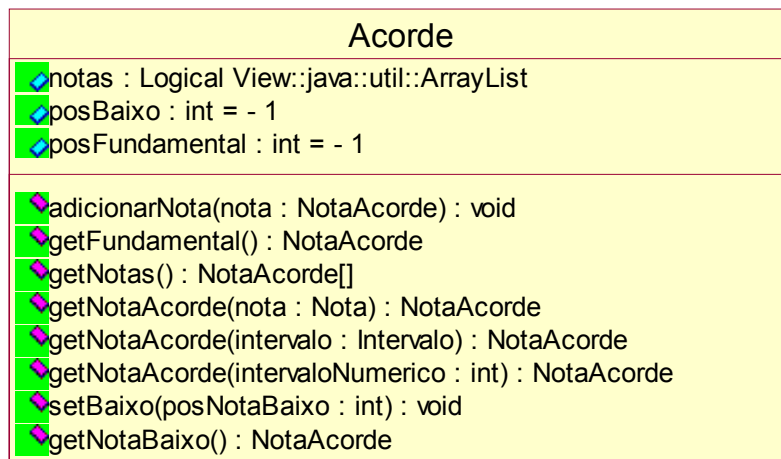 Acorde
notas : Logical View::java::util::ArrayList
posBaixo : int = - 1
posFundamental : int = - 1
adicionarNota(nota : NotaAcorde) : void
getFundamental() : NotaAcorde
getNotas() : NotaAcorde[]
getNotaAcorde(nota : Nota) : NotaAcorde
getNotaAcorde(intervalo : Intervalo) : NotaAcorde
getNotaAcorde(intervaloNumerico : int) : NotaAcorde
setBaixo(posNotaBaixo : int) : void
getNotaBaixo() : NotaAcorde